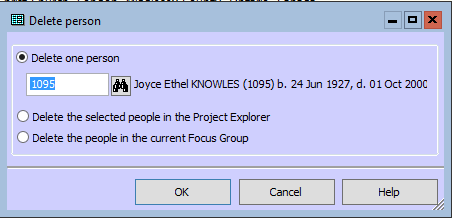 Delete person
Delete one person
1095 Joyce Ethel KNOWLES (1095) b. 24 Jun 1927, d. 01 Oct 2000
Delete the selected people in the Project Explorer
Delete the people in the current Focus Group
OK Cancel Help